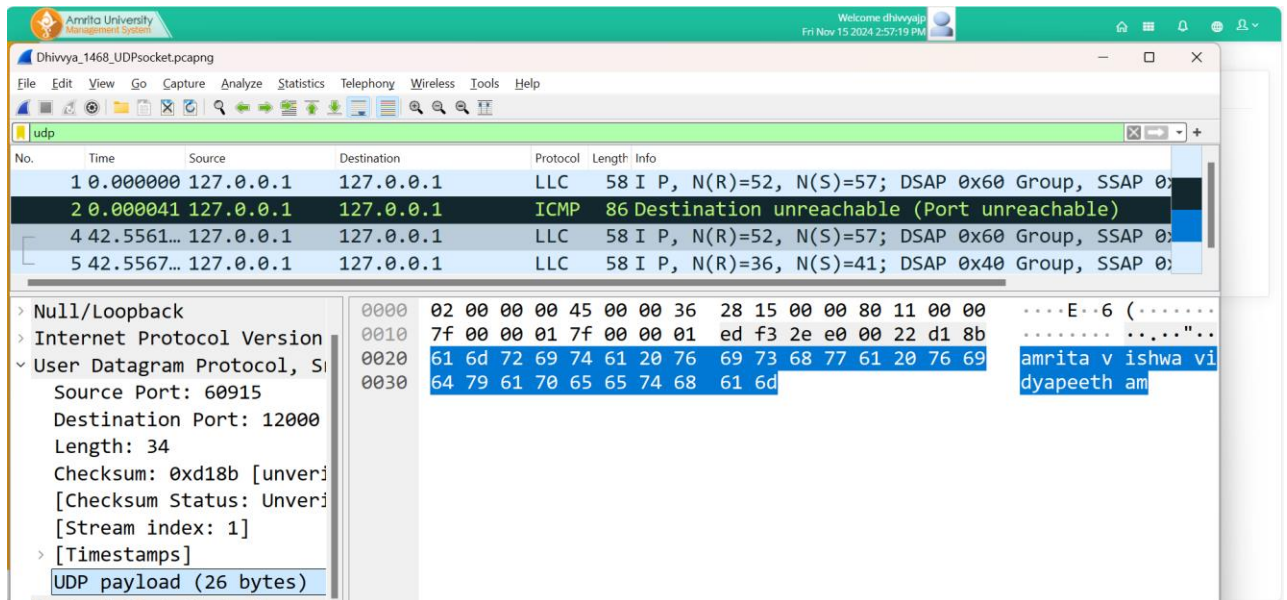 Amrita University
Management System
Welcome dhivvyajp
Fri Nov 15 2024 2:57:19 PM
Dhivvya_1468_UDPsocket.pcapng
File Edit View Go Capture Analyze Statistics Telephony Wireless Tools Help
udp
No. Time Source Destination Protocol Length Info
1 0.000000 127.0.0.1 127.0.0.1 LLC 58 I P, N(R)=52, N(S)=57; DSAP 0x60 Group, SSAP 0x
2 0.000041 127.0.0.1 127.0.0.1 ICMP 86 Destination unreachable (Port unreachable)
4 42.5561… 127.0.0.1 127.0.0.1 LLC 58 I P, N(R)=52, N(S)=57; DSAP 0x60 Group, SSAP 0x
5 42.5567… 127.0.0.1 127.0.0.1 LLC 58 I P, N(R)=36, N(S)=41; DSAP 0x40 Group, SSAP 0x
Null/Loopback
Internet Protocol Version
User Datagram Protocol, S
Source Port: 60915
Destination Port: 12000
Length: 34
Checksum: 0xd18b [unveri
[Checksum Status: Unveri
[Stream index: 1]
[Timestamps]
UDP payload (26 bytes)
0000 02 00 00 00 45 00 00 36 28 15 00 00 80 11 00 00 ····E··6 (·······
0010 7f 00 00 01 7f 00 00 01 ed f3 2e e0 00 22 d1 8b ········ ··.··"··
0020 61 6d 72 69 74 61 20 76 69 73 68 77 61 20 76 69 amrita v ishwa vi
0030 64 79 61 70 65 65 74 68 61 6d dyapeeth am